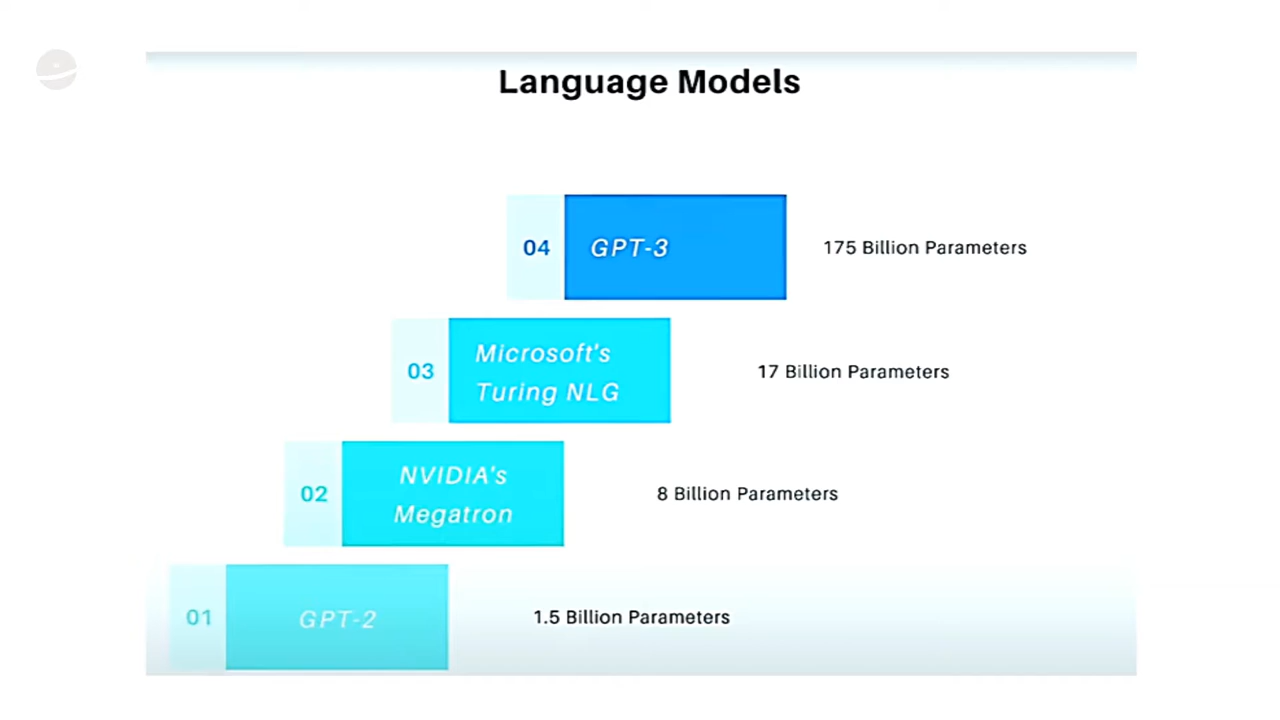 Language Models
04
GPT-3
175 Billion Parameters
03
Microsoft's
Turing NLG
17 Billion Parameters
02
NVIDIA's
Megatron
8 Billion Parameters
01
GPT-2
1.5 Billion Parameters